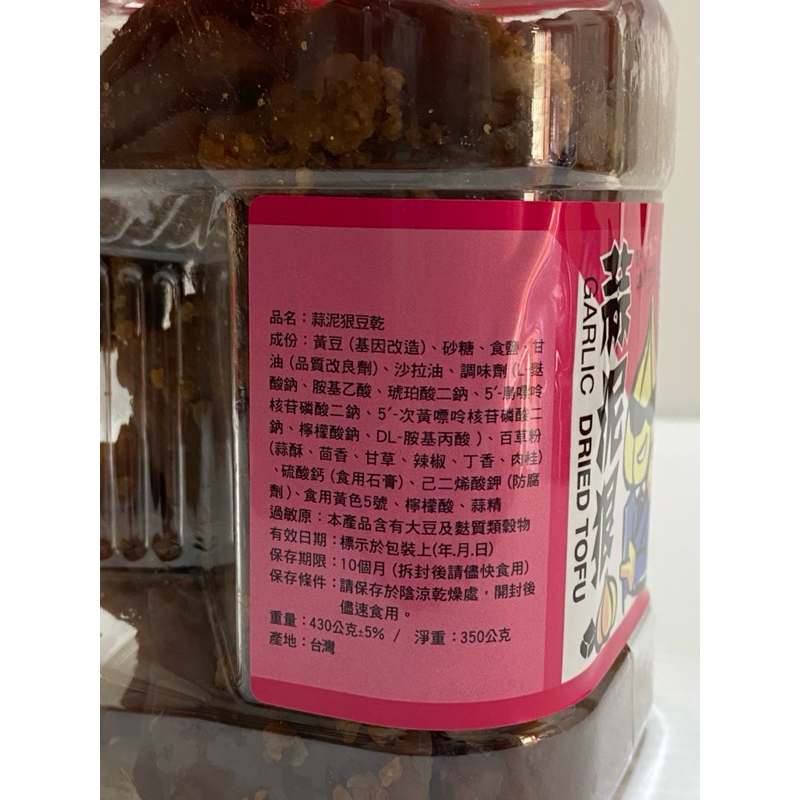 品名：蒜泥狠豆乾
成份：黃豆(基因改造)、砂糖、食鹽、甘
油(品質改良劑)、沙拉油、調味劑(L-麩
酸鈉、胺基乙酸、琥珀酸二鈉、5'-鳥嘌呤
核苷磷酸二鈉、5'-次黃嘌呤核苷磷酸二
鈉、檸檬酸鈉、DL-胺基丙酸)、百草粉
(蒜酥、茴香、甘草、辣椒、丁香、肉桂)
、硫酸鈣(食用石膏)、己二烯酸鉀(防腐
劑)、食用黃色5號、檸檬酸、蒜精
過敏原：本產品含有大豆及麩質類穀物
有效日期：標示於包裝上(年.月.日)
保存期限：10個月(拆封後請儘快食用)
保存條件：請保存於陰涼乾燥處，開封後
儘速食用。
重量：430公克±5% / 淨重：350公克
產地：台灣
GARLIC DRIED TOFU